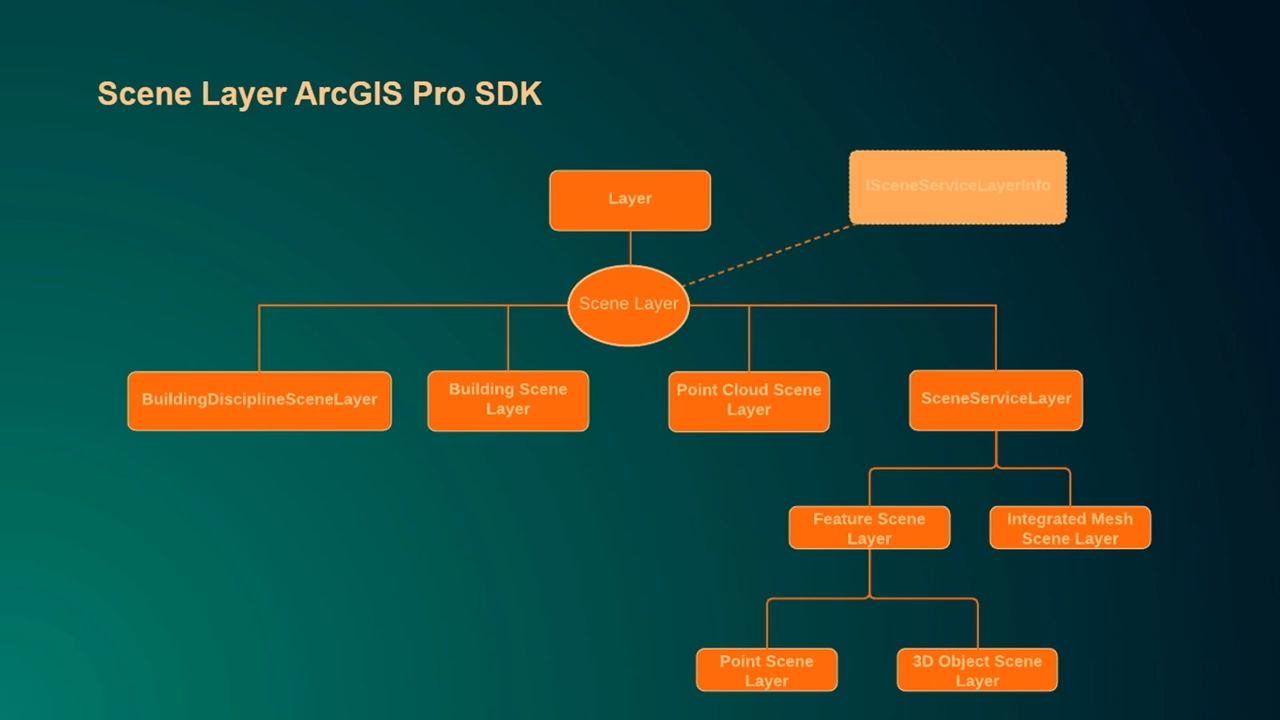 Scene Layer ArcGIS Pro SDK
ISceneServiceLayerInfo
Layer
Scene Layer
BuildingDisciplineSceneLayer
Building Scene
Layer
Point Cloud Scene
Layer
SceneServiceLayer
Feature Scene
Layer
Integrated Mesh
Scene Layer
Point Scene
Layer
3D Object Scene
Layer